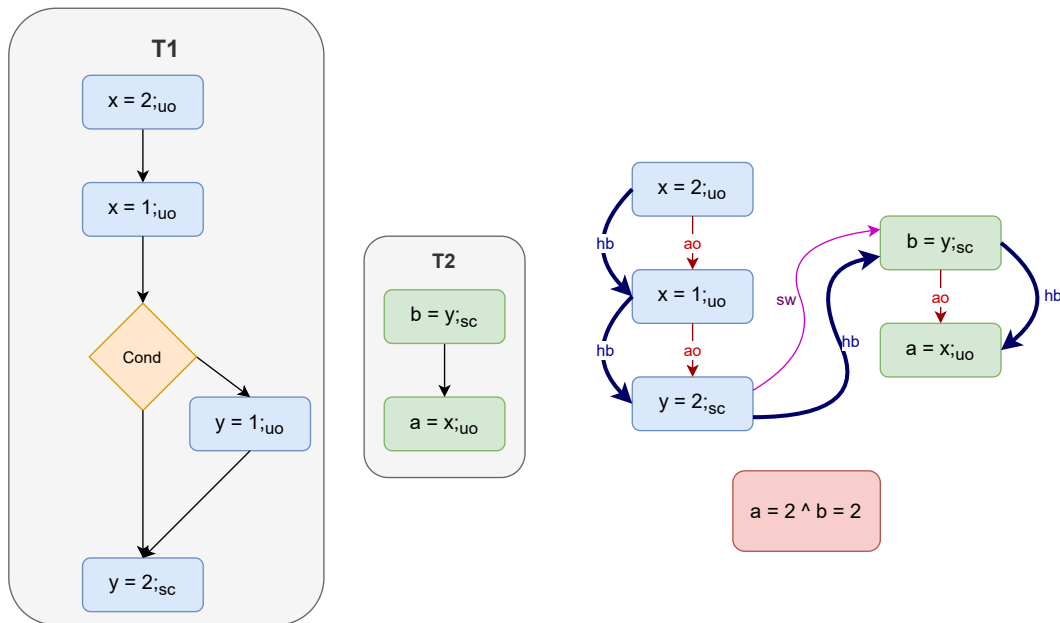 T1
x = 2;uo
x = 1;uo
Cond
y = 1;uo
y = 2;sc
T2
b = y;sc
a = x;uo
x = 2;uo
hb
ao
x = 1;uo
hb
ao
y = 2;sc
sw
hb
b = y;sc
ao
hb
a = x;uo
a = 2 ^ b = 2